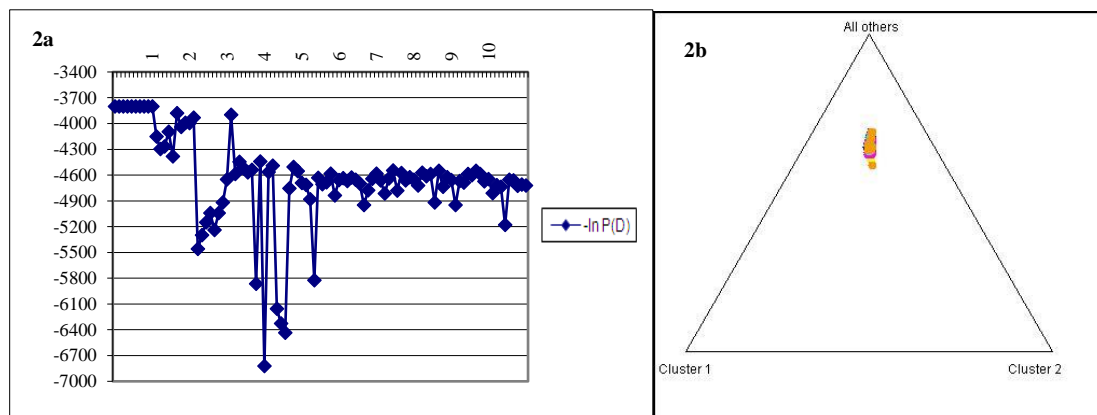 2a
1 2 3 4 5 6 7 8 9 10
-3400
-3700
-4000
-4300
-4600
-4900
-5200
-5500
-5800
-6100
-6400
-6700
-7000
-ln P(D)
2b
All others
Cluster 1
Cluster 2